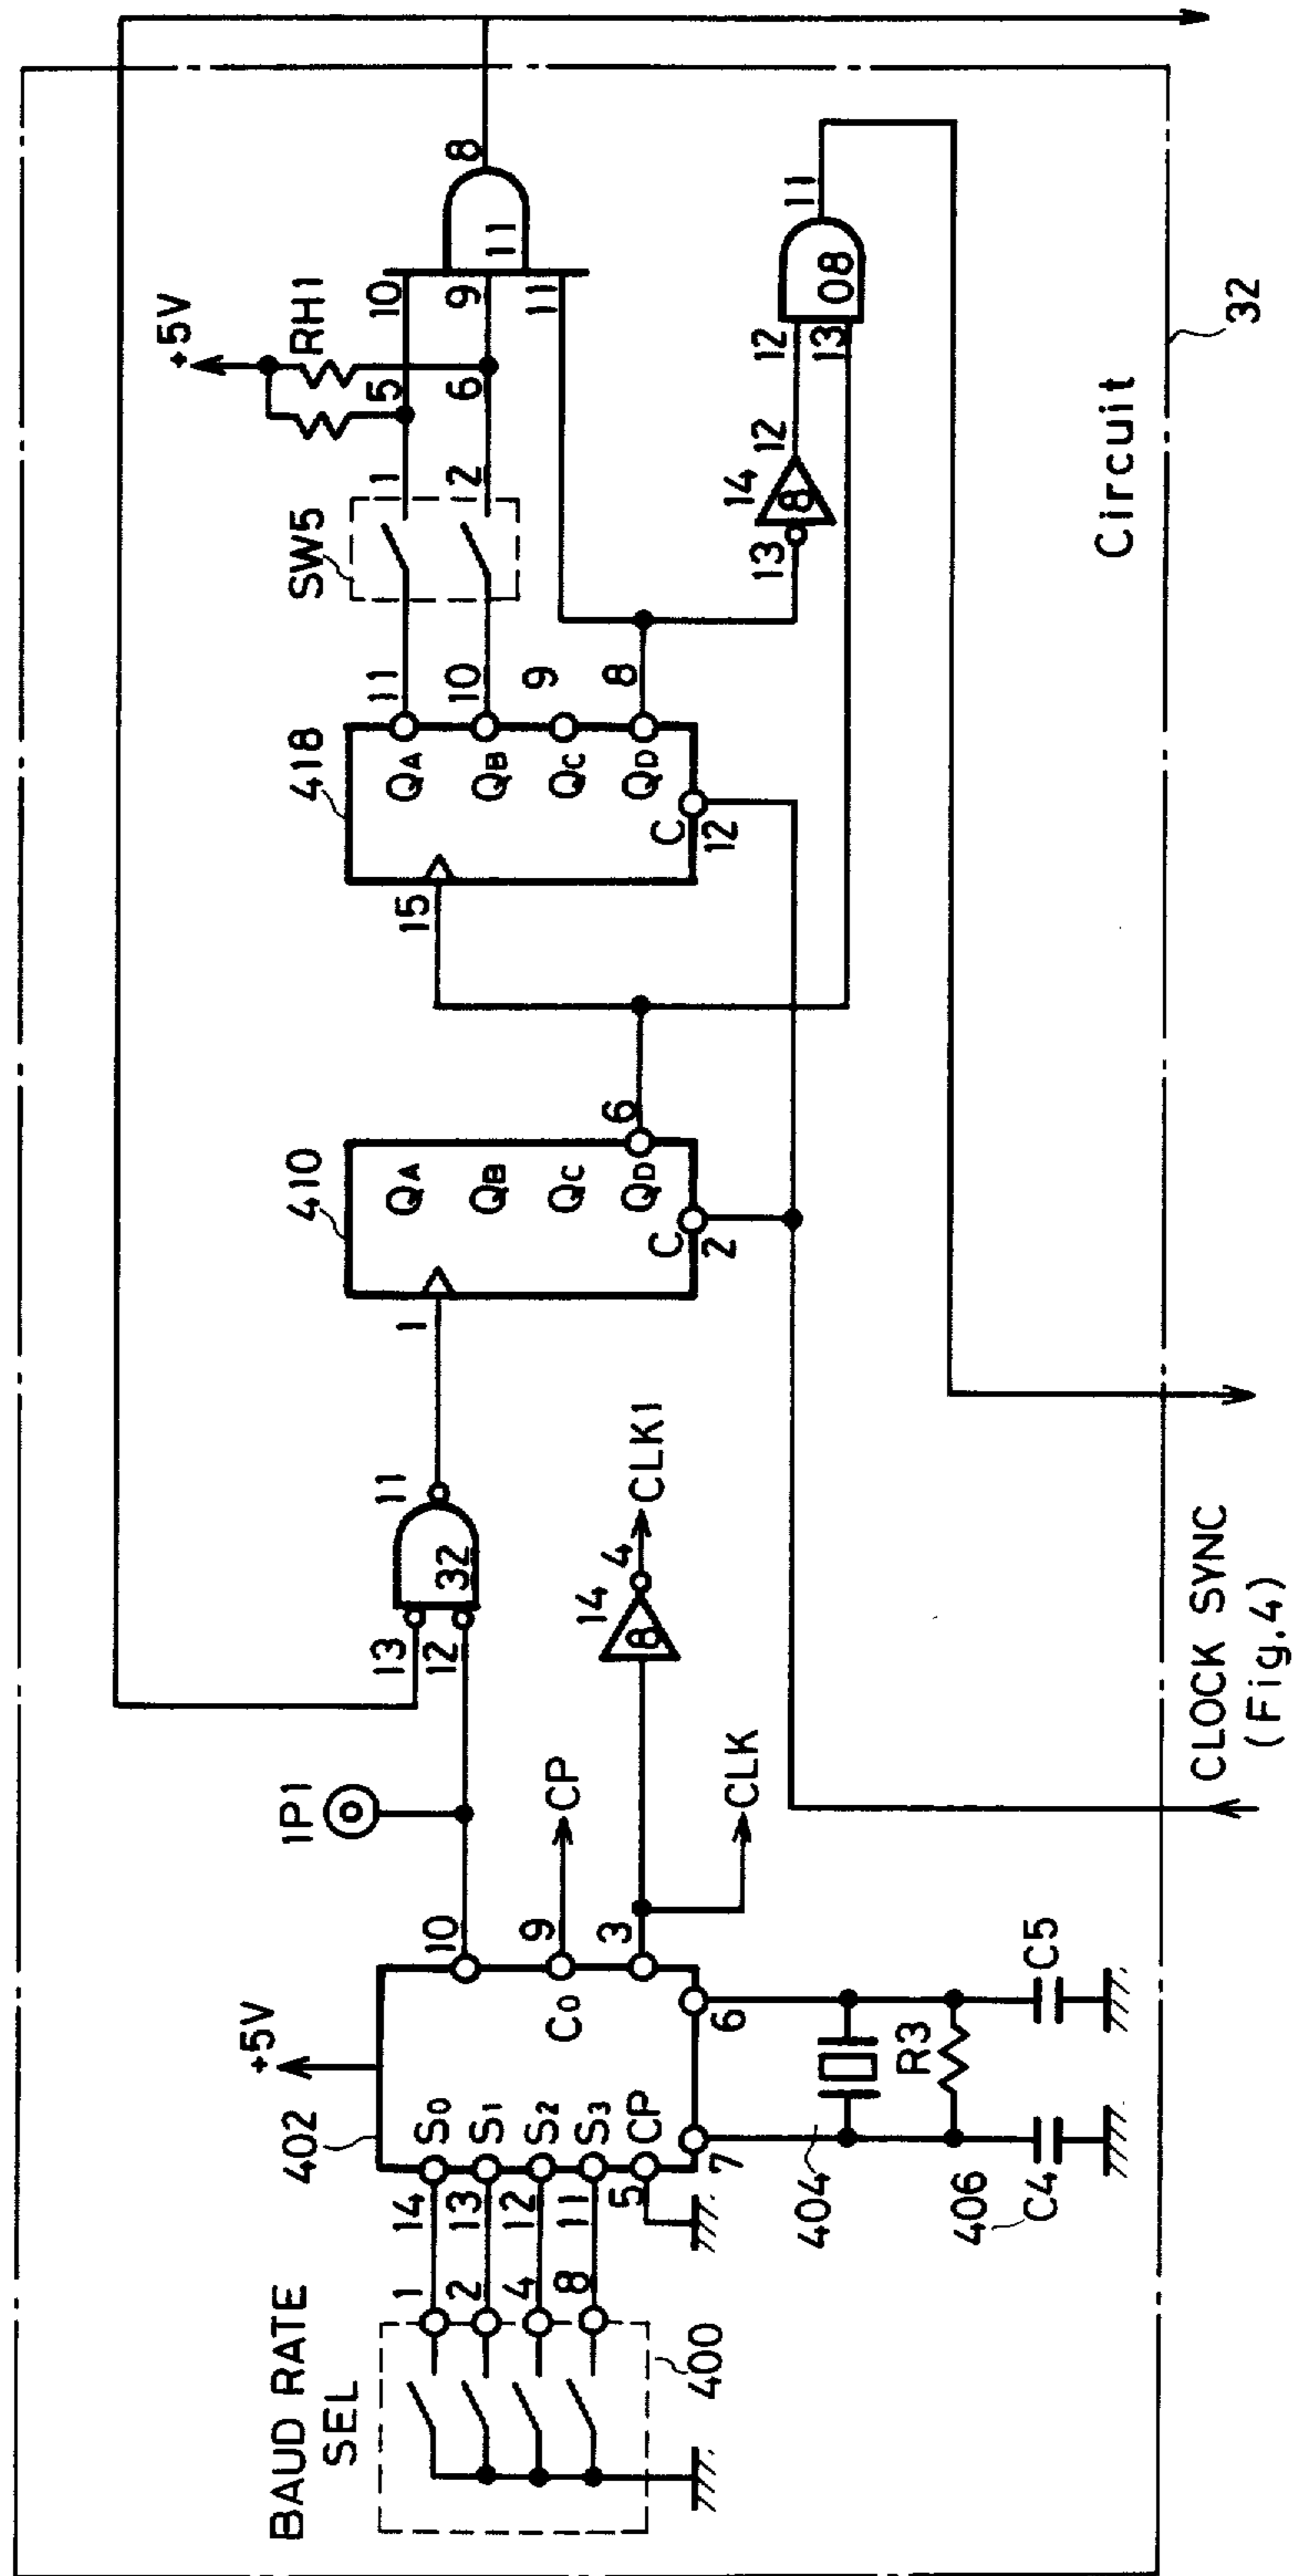 BAUD RATE
SEL
400
1
2
4
8
14
13
12
11
5
402
+5V
S0
S1
S2
S3
CP
C0
10
9
3
7
6
404
406
R3
C4
C5
1P1
CP
CLK
14
8
4
CLK1
13
12
32
11
1
410
QA
QB
QC
QD
C
2
6
15
418
QA
QB
QC
QD
C
12
11
10
9
8
SW5
1
2
5
6
+5V
RH1
10
9
11
11
8
13
14
8
12
12
13
08
11
Circuit
32
CLOCK SYNC
(Fig.4)